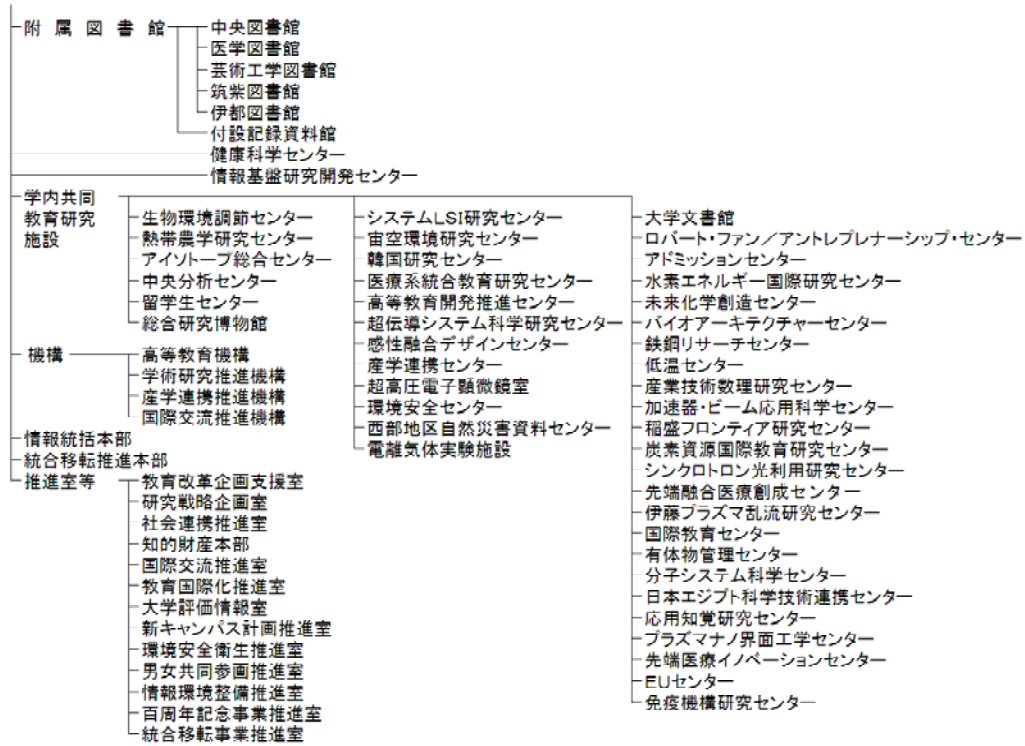 附属図書館
中央図書館
医学図書館
芸術工学図書館
筑紫図書館
伊都図書館
付設記録資料館
健康科学センター
情報基盤研究開発センター
学内共同
教育研究
施設
生物環境調節センター
熱帯農学研究センター
アイソトープ総合センター
中央分析センター
留学生センター
総合研究博物館
システムLSI研究センター
宙空環境研究センター
韓国研究センター
医療系統合教育研究センター
高等教育開発推進センター
超伝導システム科学研究センター
感性融合デザインセンター
産学連携センター
超高圧電子顕微鏡室
環境安全センター
西部地区自然災害資料センター
電離気体実験施設
大学文書館
ロバート・ファン／アントレプレナーシップ・センター
アドミッションセンター
水素エネルギー国際研究センター
未来化学創造センター
バイオアーキテクチャーセンター
鉄鋼リサーチセンター
低温センター
産業技術数理研究センター
加速器・ビーム応用科学センター
稲盛フロンティア研究センター
炭素資源国際教育研究センター
シンクロトロン光利用研究センター
先端融合医療創成センター
伊藤プラズマ乱流研究センター
国際教育センター
有体物管理センター
分子システム科学センター
日本エジプト科学技術連携センター
応用知覚研究センター
プラズマナノ界面工学センター
先端医療イノベーションセンター
EUセンター
免疫機構研究センター
機構
高等教育機構
学術研究推進機構
産学連携推進機構
国際交流推進機構
情報統括本部
統合移転推進本部
推進室等
教育改革企画支援室
研究戦略企画室
社会連携推進室
知的財産本部
国際交流推進室
教育国際化推進室
大学評価情報室
新キャンパス計画推進室
環境安全衛生推進室
男女共同参画推進室
情報環境整備推進室
百周年記念事業推進室
統合移転事業推進室